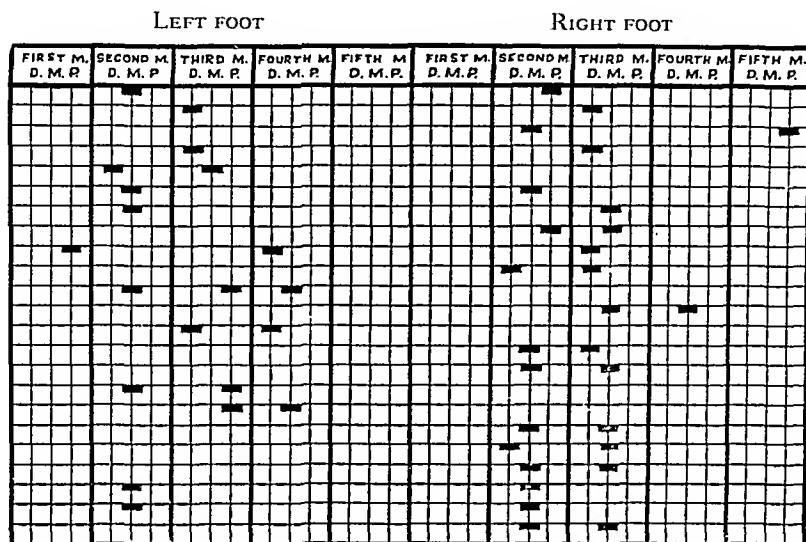 LEFT FOOT RIGHT FOOT
FIRST M. SECOND M. THIRD M. FOURTH M. FIFTH M. FIRST M. SECOND M. THIRD M. FOURTH M. FIFTH M.
D. M. P. D. M. P. D. M. P. D. M. P. D. M. P. D. M. P. D. M. P. D. M. P. D. M. P. D. M. P.